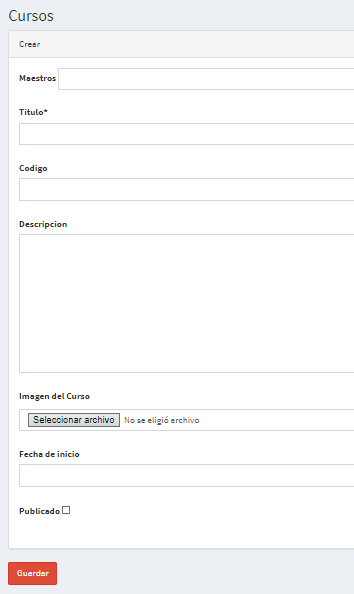 Cursos
Crear
Maestros
Título*
Codigo
Descripcion
Imagen del Curso
Seleccionar archivo No se eligió archivo
Fecha de inicio
Publicado
Guardar